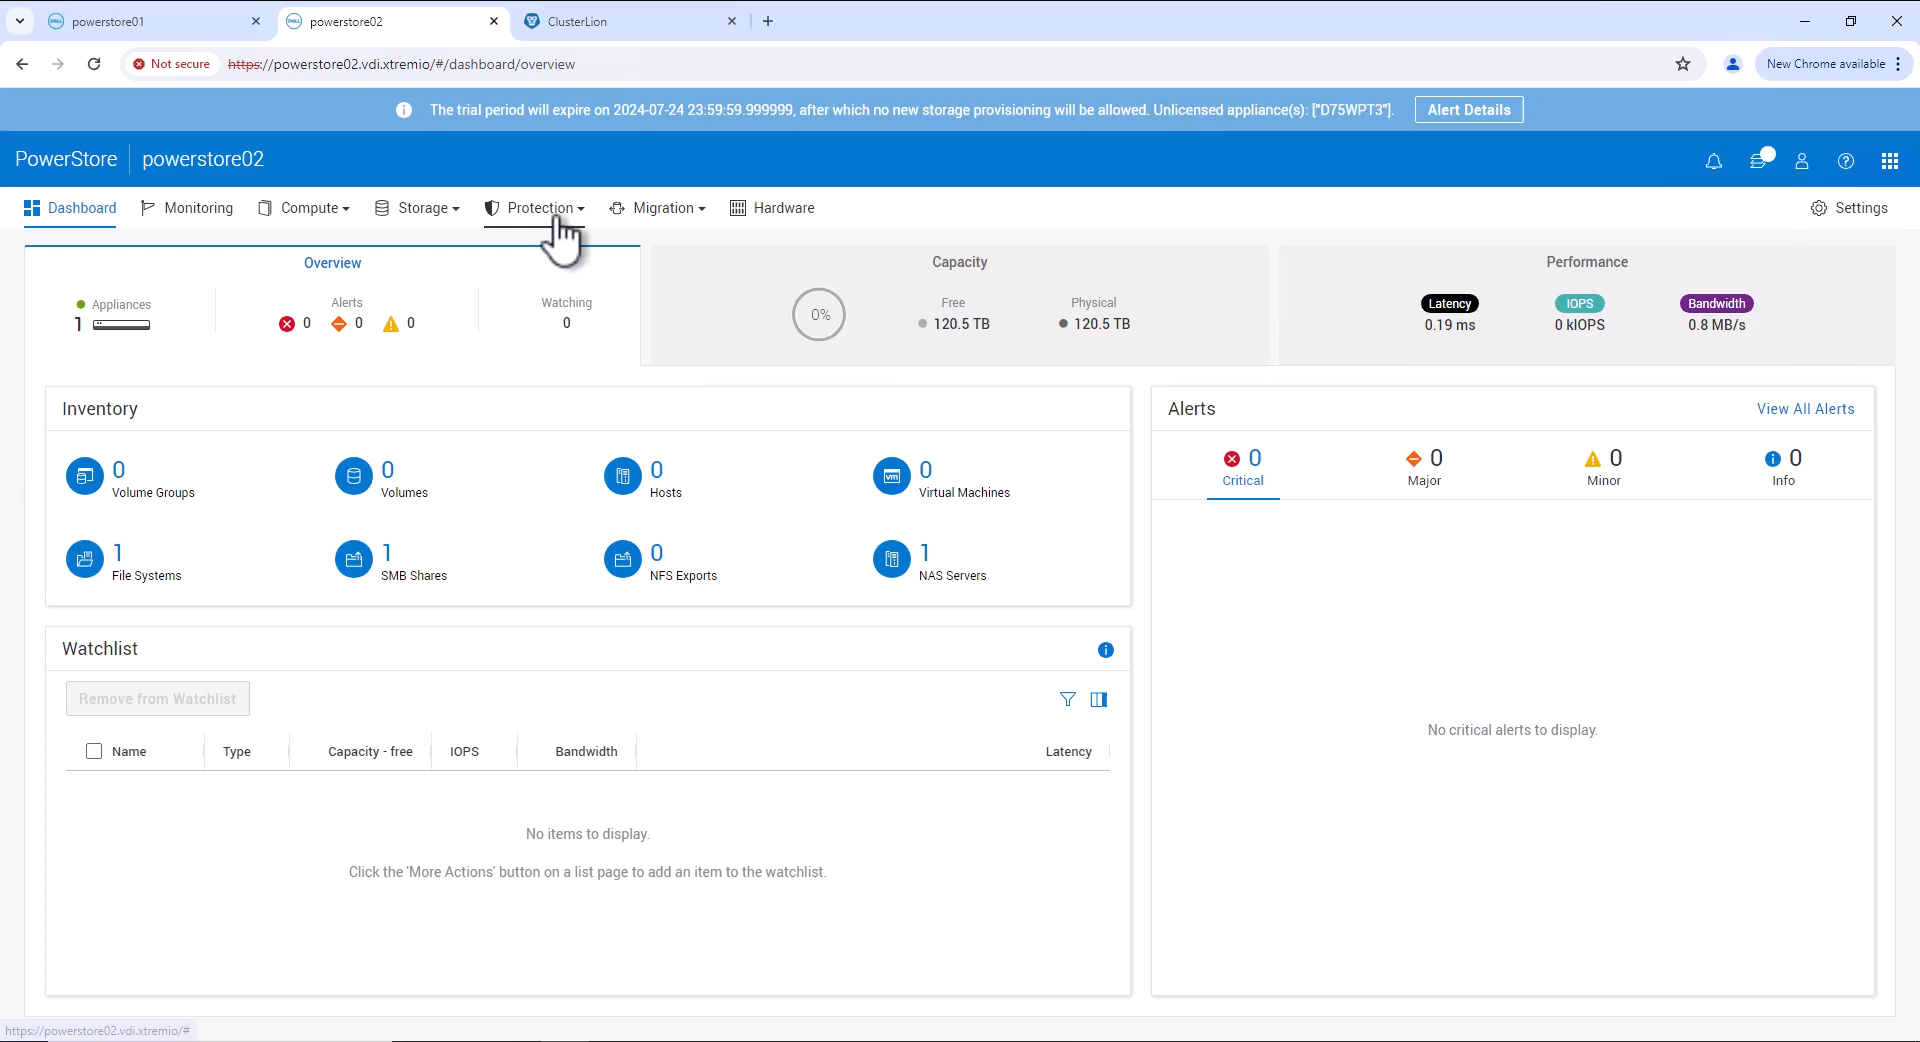 powerstore01
powerstore02
ClusterLion
Not secure
https://powerstore02.vdi.xtremio/#/dashboard/overview
New Chrome available
The trial period will expire on 2024-07-24 23:59:59.999999, after which no new storage provisioning will be allowed. Unlicensed appliance(s): ["D75WPT3"].
Alert Details
PowerStore
powerstore02
Dashboard
Monitoring
Compute
Storage
Protection
Migration
Hardware
Settings
Overview
Appliances
1
Alerts
0
0
0
Watching
0
Capacity
0%
Free
120.5 TB
Physical
120.5 TB
Performance
Latency
0.19 ms
IOPS
0 kIOPS
Bandwidth
0.8 MB/s
Inventory
0
Volume Groups
0
Volumes
0
Hosts
vm
0
Virtual Machines
1
File Systems
1
SMB Shares
0
NFS Exports
1
NAS Servers
Alerts
View All Alerts
0
Critical
0
Major
0
Minor
0
Info
No critical alerts to display.
Watchlist
Remove from Watchlist
Name
Type
Capacity - free
IOPS
Bandwidth
Latency
No items to display.
Click the 'More Actions' button on a list page to add an item to the watchlist.
https://powerstore02.vdi.xtremio/#